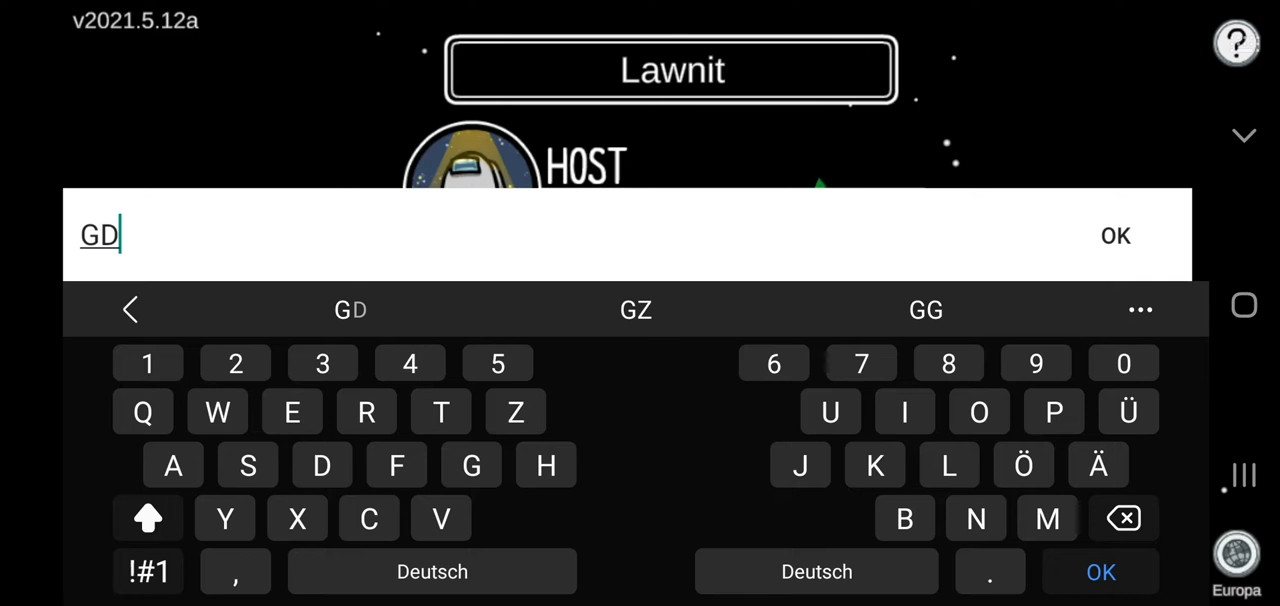 v2021.5.12a
Lawnit
HOST
GD OK
GD GZ GG
1 2 3 4 5 6 7 8 9 0
Q W E R T Z U I O P Ü
A S D F G H J K L Ö Ä
Y X C V B N M
!#1 , Deutsch Deutsch . OK
Europa